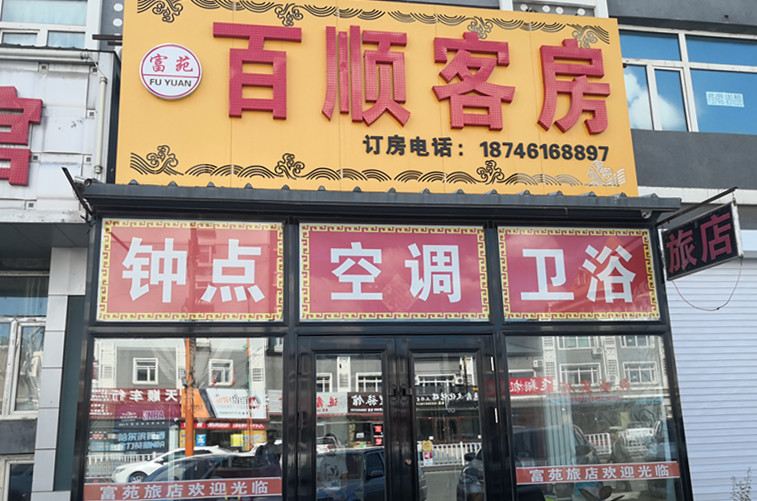 富苑
FU YUAN
百顺客房
订房电话：18746168897
宫
钟点
空调
卫浴
旅店
富苑旅店欢迎光临
富苑旅店欢迎光临